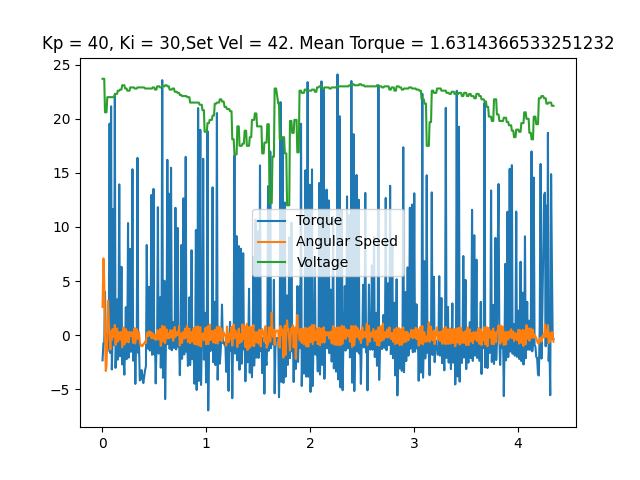 Kp = 40, Ki = 30,Set Vel = 42. Mean Torque = 1.6314366533251232
25
20
15
10
5
0
−5
Torque
Angular Speed
Voltage
0 1 2 3 4